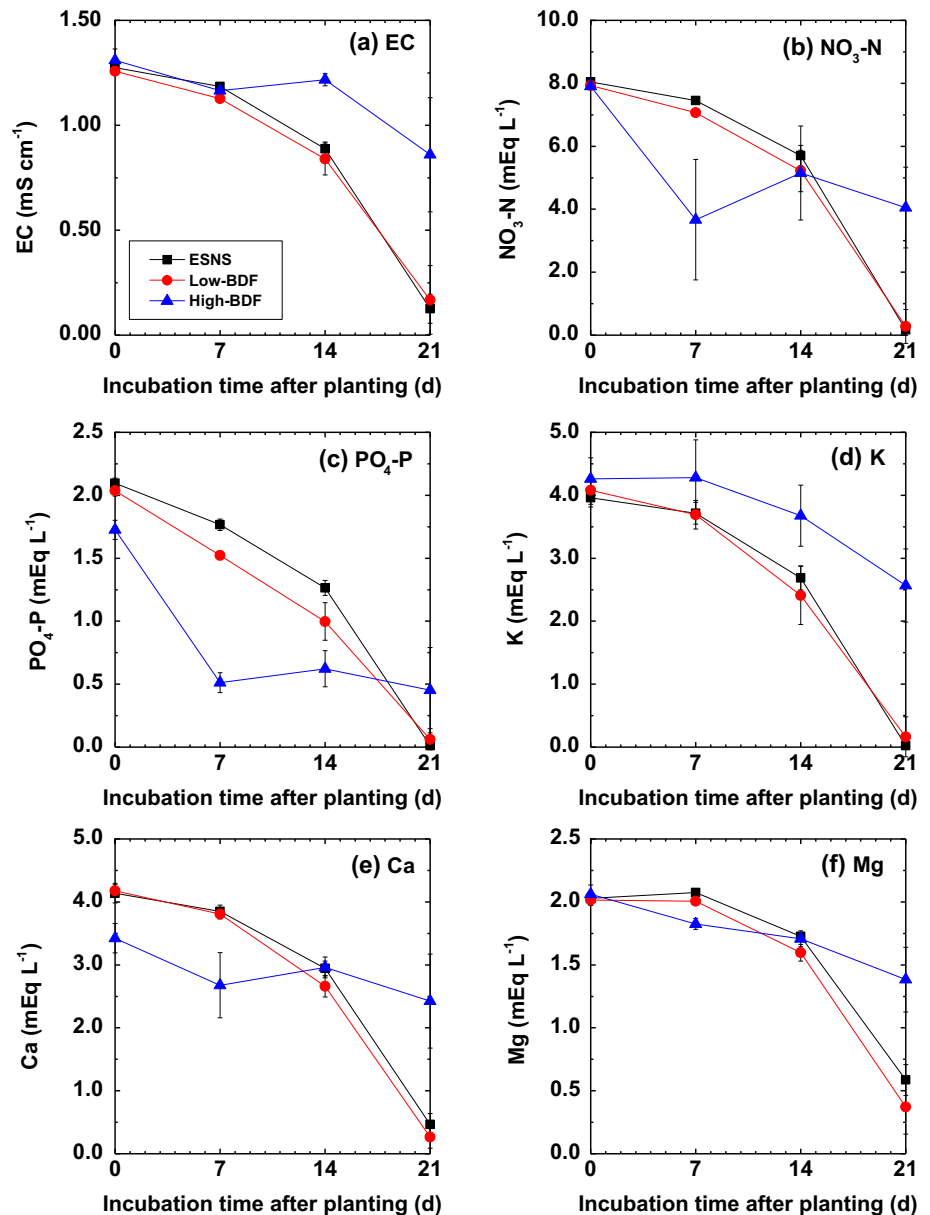 (a) EC
1.50
1.00
0.50
0.00
EC (mS cm⁻¹)
ESNS
Low-BDF
High-BDF
0 7 14 21
Incubation time after planting (d)
(b) NO₃-N
10.0
8.0
6.0
4.0
2.0
0.0
NO₃-N (mEq L⁻¹)
0 7 14 21
Incubation time after planting (d)
(c) PO₄-P
2.5
2.0
1.5
1.0
0.5
0.0
PO₄-P (mEq L⁻¹)
0 7 14 21
Incubation time after planting (d)
(d) K
5.0
4.0
3.0
2.0
1.0
0.0
K (mEq L⁻¹)
0 7 14 21
Incubation time after planting (d)
(e) Ca
5.0
4.0
3.0
2.0
1.0
0.0
Ca (mEq L⁻¹)
0 7 14 21
Incubation time after planting (d)
(f) Mg
2.5
2.0
1.5
1.0
0.5
0.0
Mg (mEq L⁻¹)
0 7 14 21
Incubation time after planting (d)